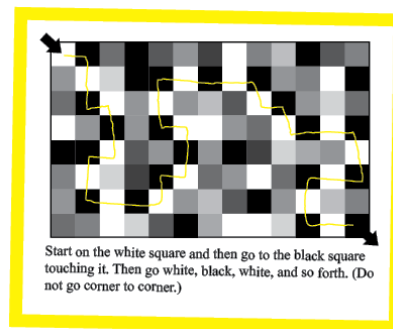 Start on the white square and then go to the black square
touching it. Then go white, black, white, and so forth. (Do
not go corner to corner.)